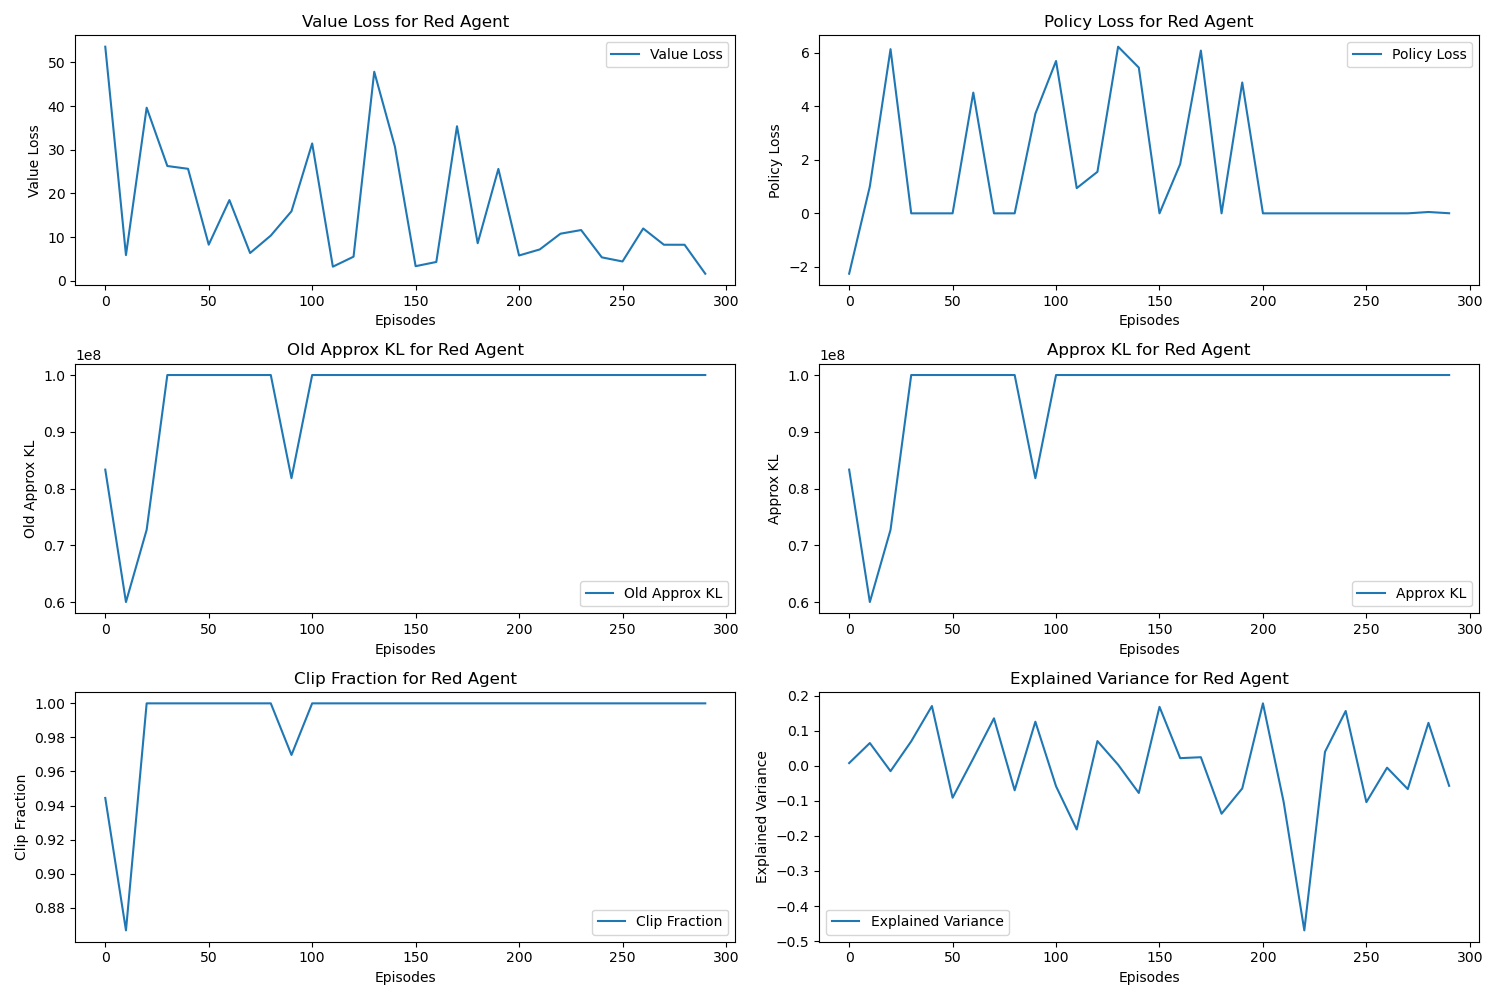 Value Loss for Red Agent
Value Loss
50
40
30
20
10
0
Value Loss
0 50 100 150 200 250 300
Episodes
Policy Loss for Red Agent
Policy Loss
6
4
2
0
−2
Policy Loss
0 50 100 150 200 250 300
Episodes
Old Approx KL for Red Agent
1e8
1.0
0.9
0.8
0.7
0.6
Old Approx KL
Old Approx KL
0 50 100 150 200 250 300
Episodes
Approx KL for Red Agent
1e8
1.0
0.9
0.8
0.7
0.6
Approx KL
Approx KL
0 50 100 150 200 250 300
Episodes
Clip Fraction for Red Agent
1.00
0.98
0.96
0.94
0.92
0.90
0.88
Clip Fraction
Clip Fraction
0 50 100 150 200 250 300
Episodes
Explained Variance for Red Agent
0.2
0.1
0.0
−0.1
−0.2
−0.3
−0.4
−0.5
Explained Variance
Explained Variance
0 50 100 150 200 250 300
Episodes